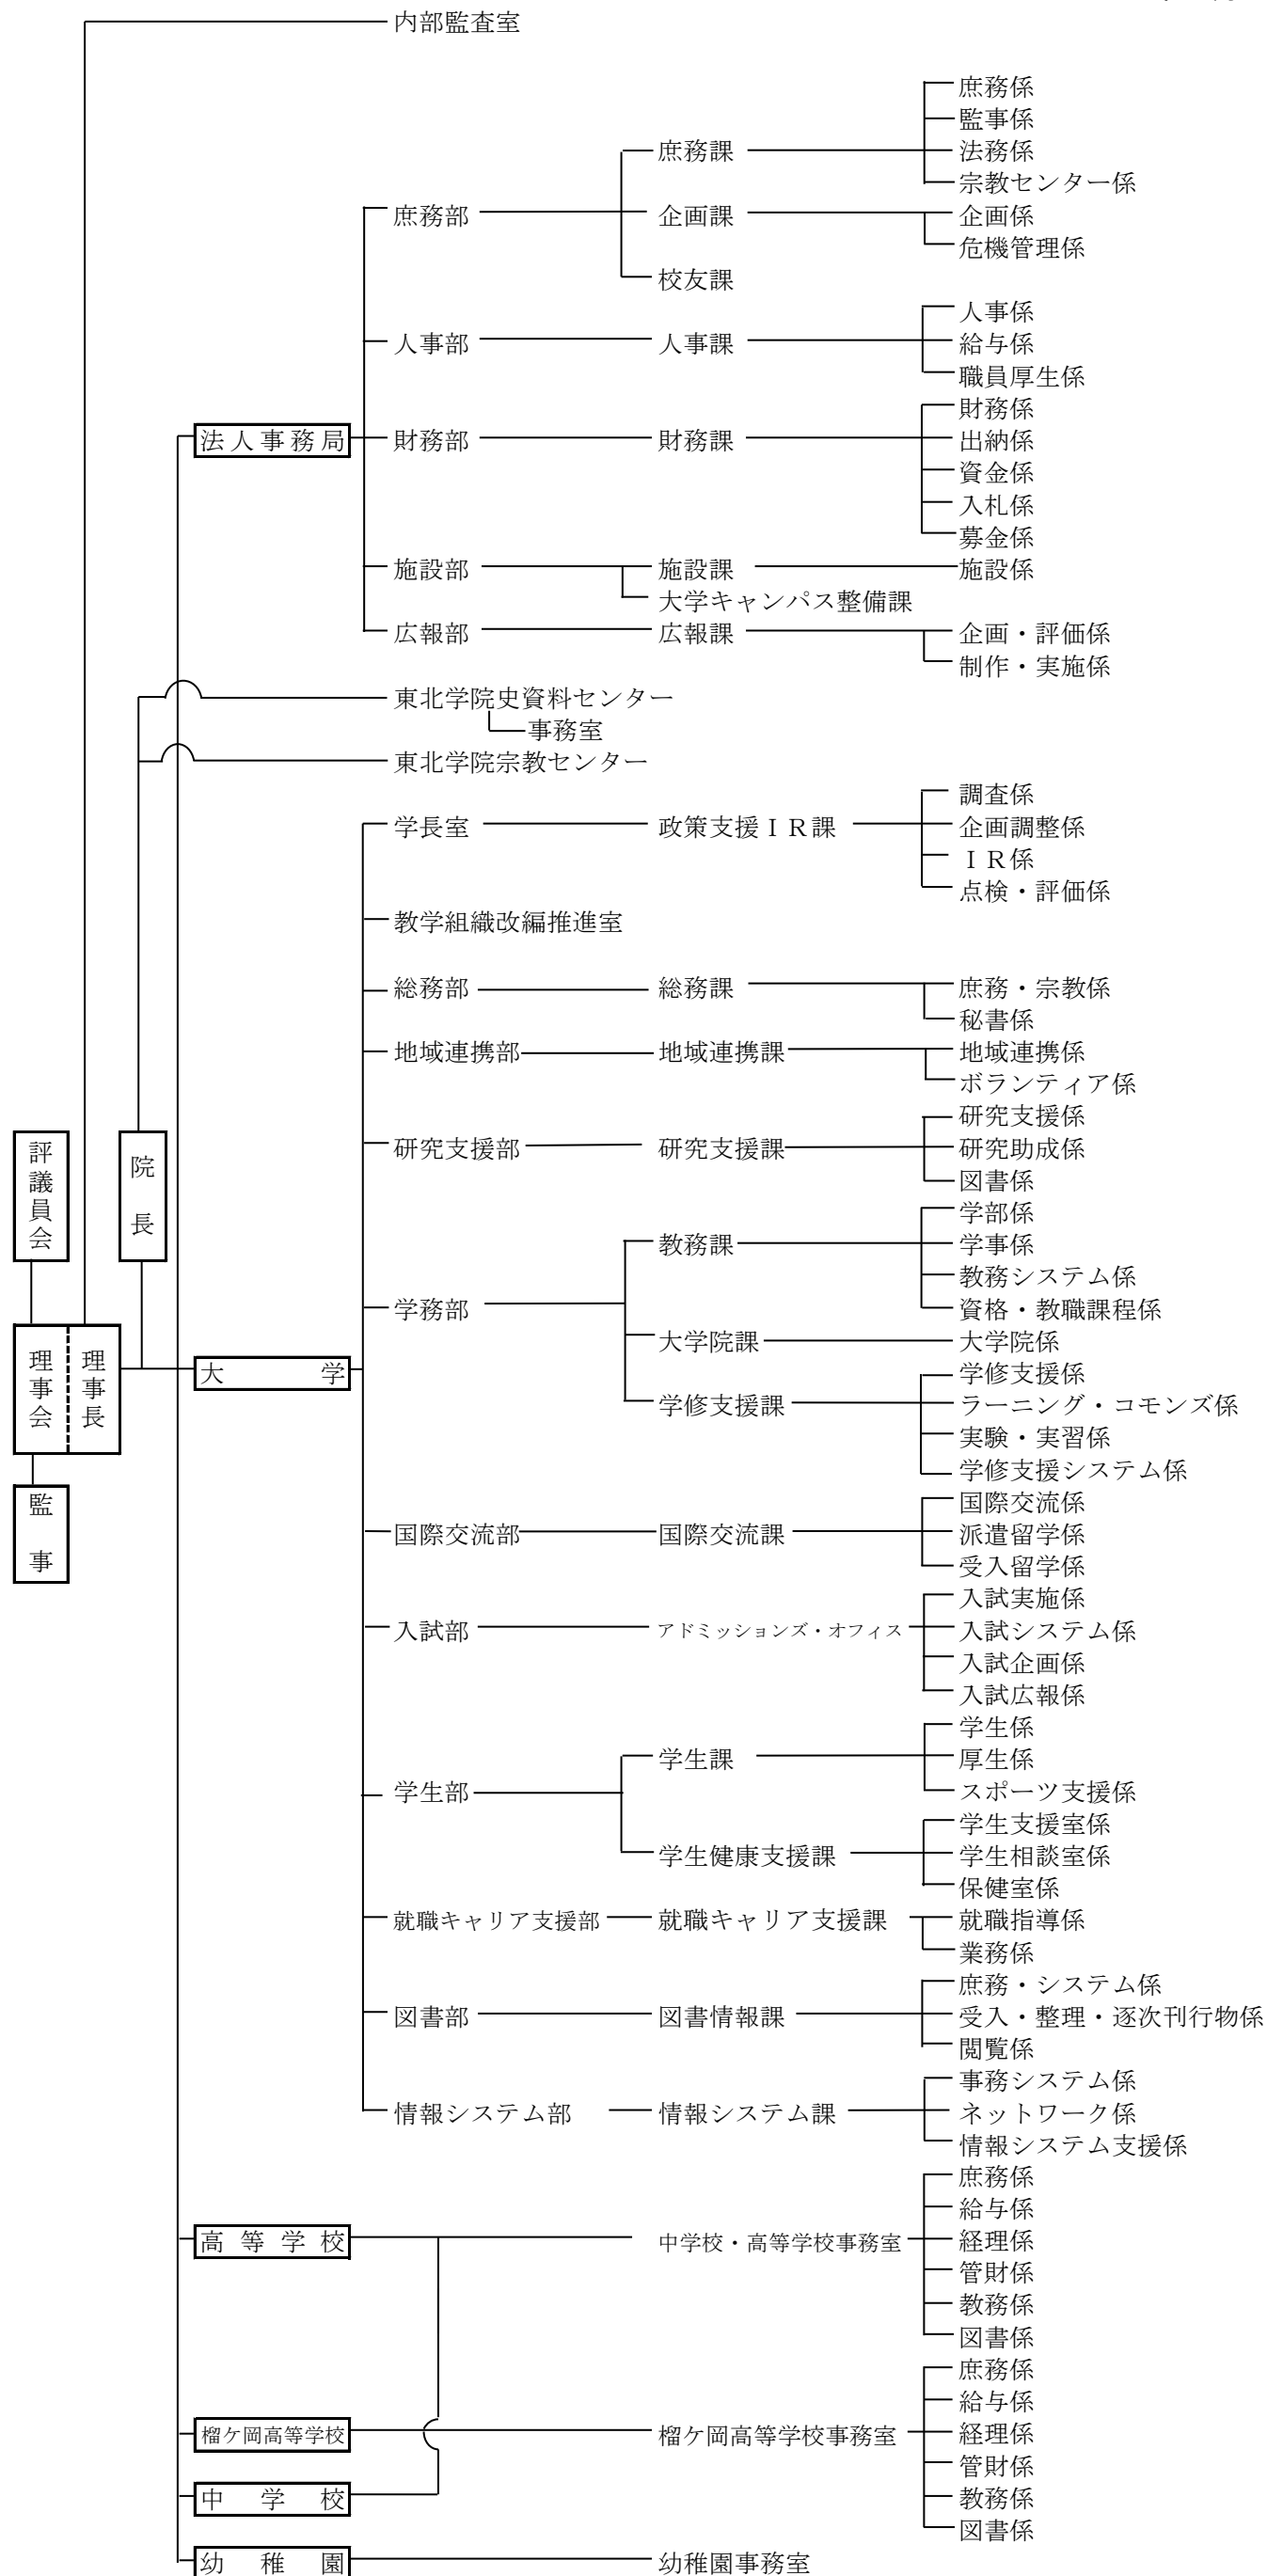 内部監査室
庶務係
監事係
庶務課 法務係
宗教センター係
庶務部 企画課 企画係
危機管理係
校友課
人事係
人事部 人事課 給与係
職員厚生係
財務係
法人事務局 財務部 財務課 出納係
資金係
入札係
募金係
施設部 施設課 施設係
大学キャンパス整備課
広報部 広報課 企画・評価係
制作・実施係
東北学院史資料センター
事務室
東北学院宗教センター
調査係
学長室 政策支援ＩＲ課 企画調整係
ＩＲ係
点検・評価係
教学組織改編推進室
総務部 総務課 庶務・宗教係
秘書係
地域連携部 地域連携課 地域連携係
ボランティア係
研究支援係
研究支援部 研究支援課 研究助成係
図書係
評議員会
院長
学部係
教務課 学事係
教務システム係
学務部 資格・教職課程係
理事会 理事長
大学 大学院課 大学院係
学修支援係
学修支援課 ラーニング・コモンズ係
実験・実習係
学修支援システム係
監事
国際交流係
国際交流部 国際交流課 派遣留学係
受入留学係
入試実施係
入試部 アドミッションズ・オフィス 入試システム係
入試企画係
入試広報係
学生係
学生課 厚生係
学生部 スポーツ支援係
学生支援室係
学生健康支援課 学生相談室係
保健室係
就職キャリア支援部 就職キャリア支援課 就職指導係
業務係
庶務・システム係
図書部 図書情報課 受入・整理・逐次刊行物係
閲覧係
事務システム係
情報システム部 情報システム課 ネットワーク係
情報システム支援係
庶務係
給与係
高等学校 中学校・高等学校事務室 経理係
管財係
教務係
図書係
庶務係
給与係
榴ケ岡高等学校 榴ケ岡高等学校事務室 経理係
管財係
中学校 教務係
図書係
幼稚園 幼稚園事務室